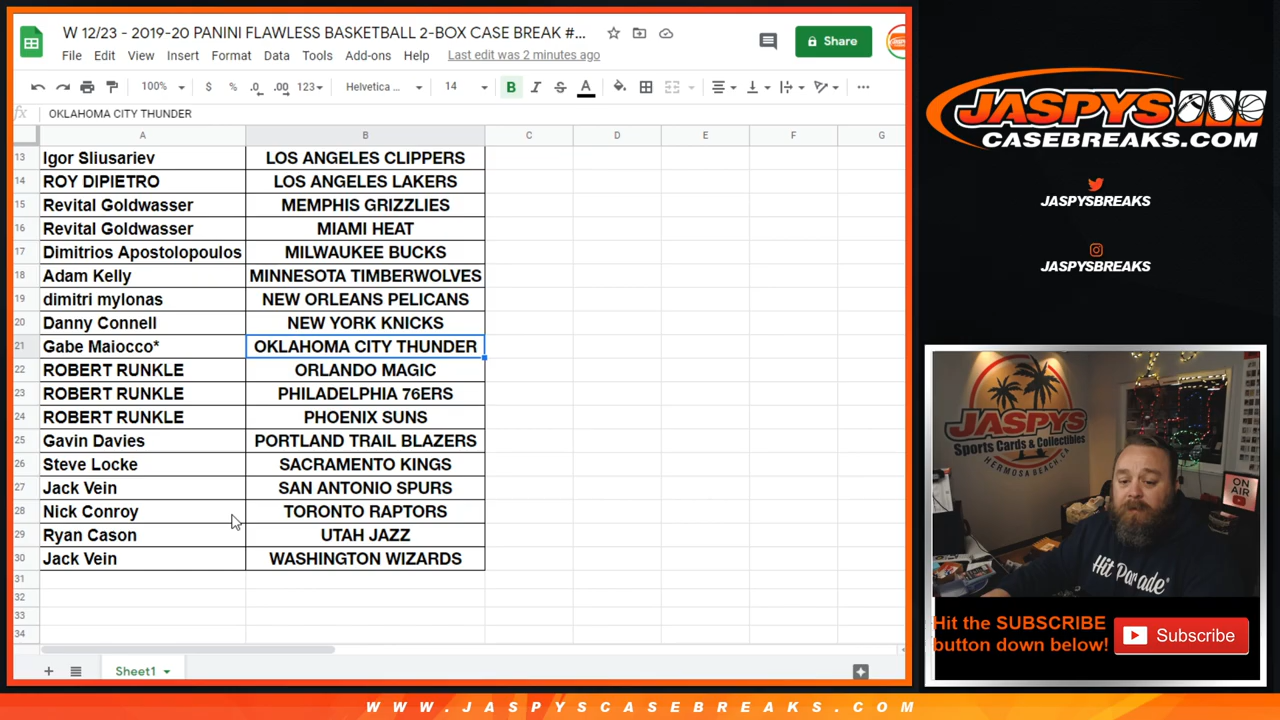 W 12/23 - 2019-20 PANINI FLAWLESS BASKETBALL 2-BOX CASE BREAK #...
Share
File Edit View Insert Format Data Tools Add-ons Help Last edit was 2 minutes ago
100% $ % .0 .00 123 Helvetica ... 14 B I S A
fx OKLAHOMA CITY THUNDER
A B C D E F G
13 Igor Sliusariev LOS ANGELES CLIPPERS
14 ROY DIPIETRO LOS ANGELES LAKERS
15 Revital Goldwasser MEMPHIS GRIZZLIES
16 Revital Goldwasser MIAMI HEAT
17 Dimitrios Apostolopoulos MILWAUKEE BUCKS
18 Adam Kelly MINNESOTA TIMBERWOLVES
19 dimitri mylonas NEW ORLEANS PELICANS
20 Danny Connell NEW YORK KNICKS
21 Gabe Maiocco* OKLAHOMA CITY THUNDER
22 ROBERT RUNKLE ORLANDO MAGIC
23 ROBERT RUNKLE PHILADELPHIA 76ERS
24 ROBERT RUNKLE PHOENIX SUNS
25 Gavin Davies PORTLAND TRAIL BLAZERS
26 Steve Locke SACRAMENTO KINGS
27 Jack Vein SAN ANTONIO SPURS
28 Nick Conroy TORONTO RAPTORS
29 Ryan Cason UTAH JAZZ
30 Jack Vein WASHINGTON WIZARDS
31
32
33
34
Sheet1
JASPYS
CASEBREAKS.COM
JASPYSBREAKS
JASPYSBREAKS
JASPYS
Sports Cards & Collectibles
HERMOSA BEACH, CA
ON AIR
Hit Parade
Hit the SUBSCRIBE
button down below!
Subscribe
WWW.JASPYSCASEBREAKS.COM